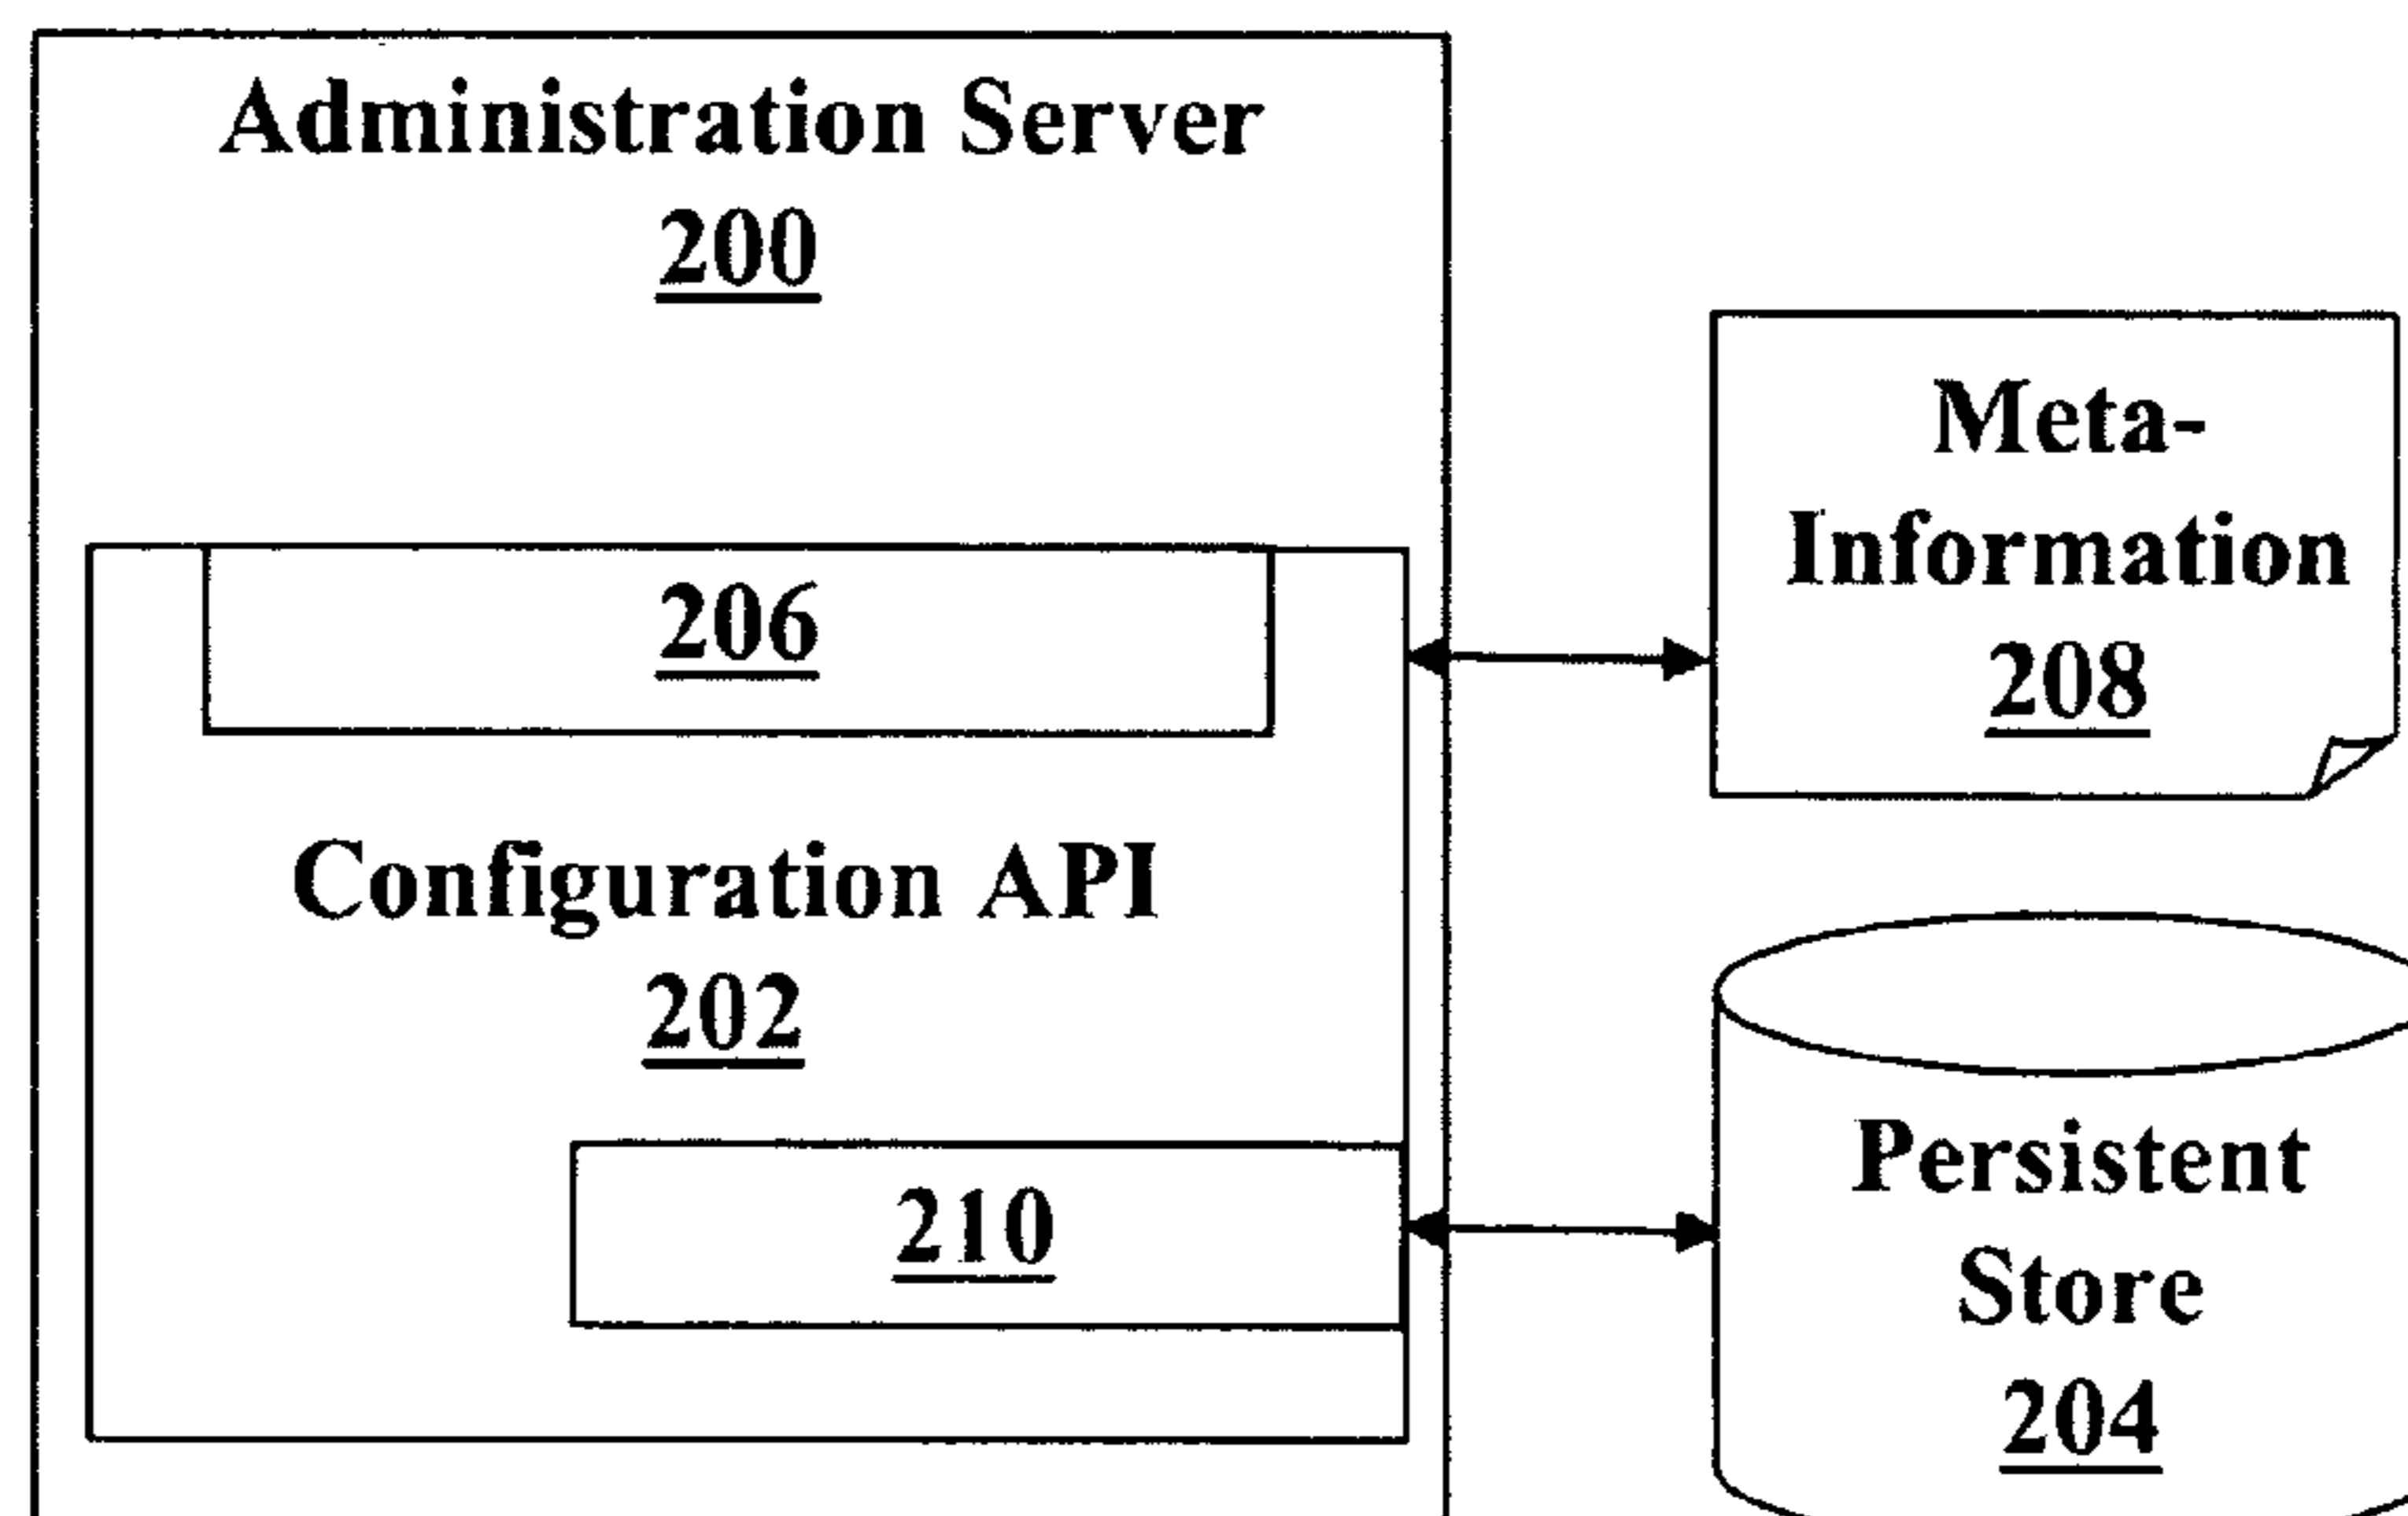 Administration Server
200
206
Configuration API
202
210
Meta-
Information
208
Persistent
Store
204